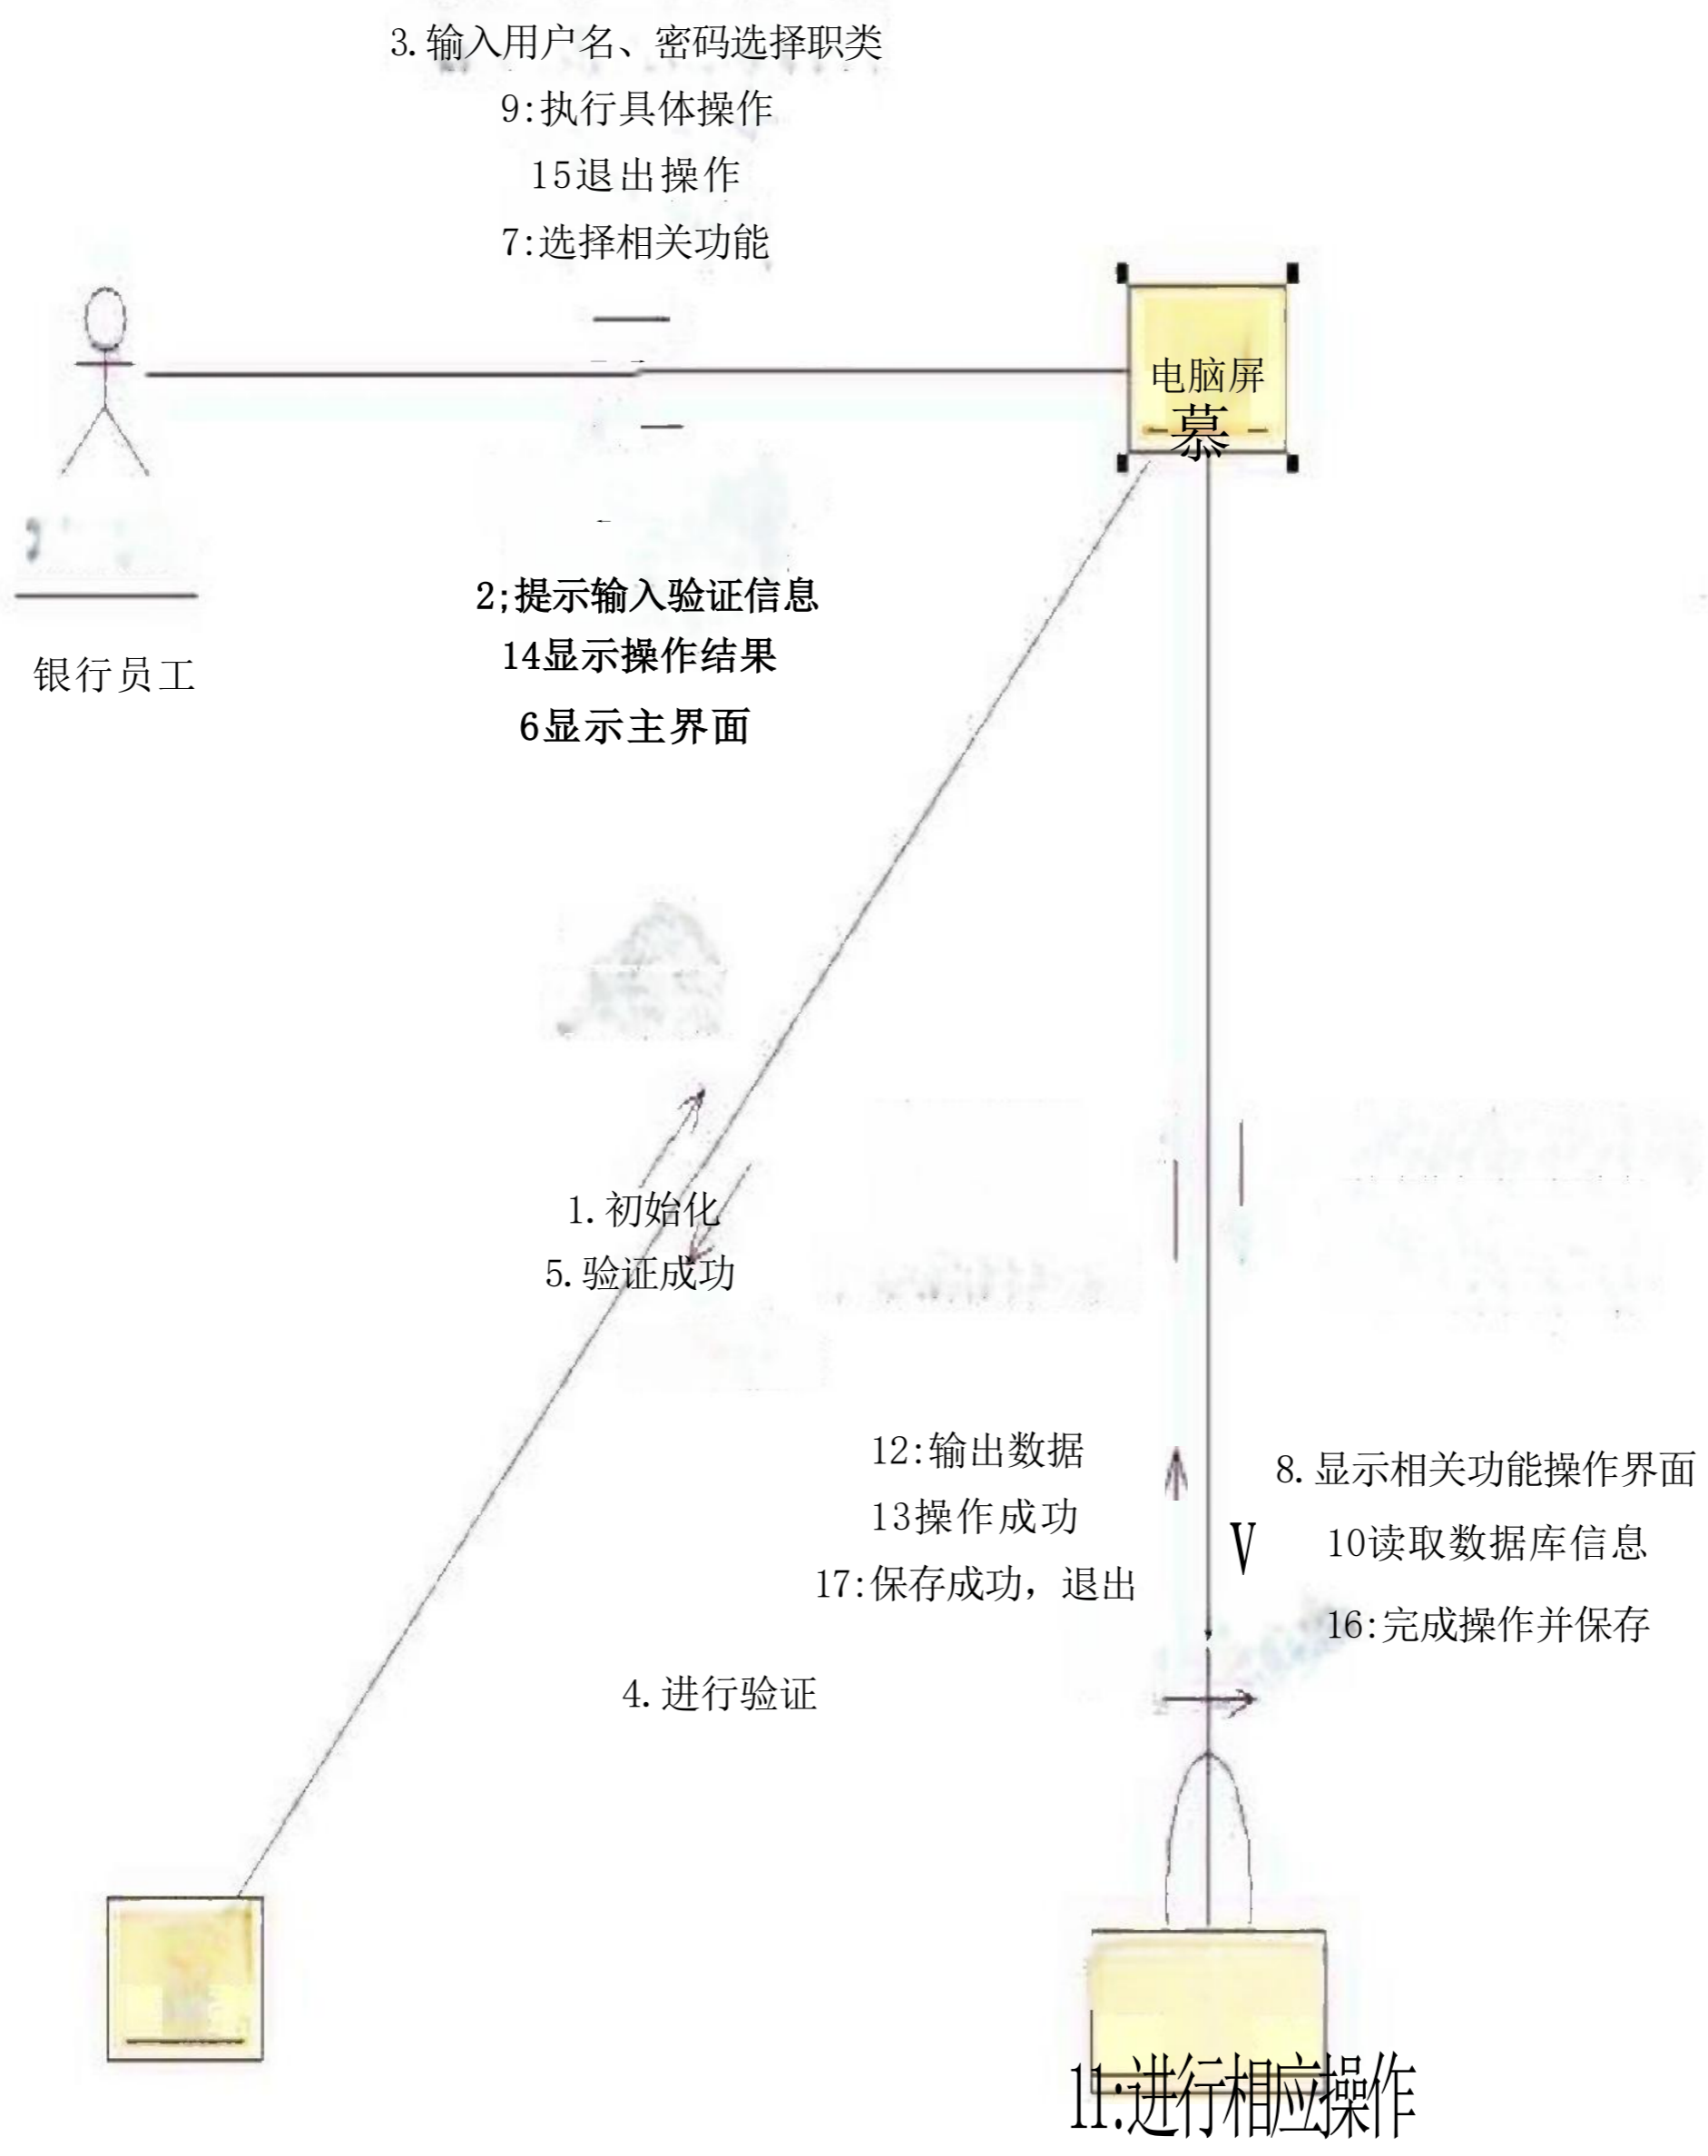 3.输入用户名、密码选择职类
9:执行具体操作
15退出操作
7:选择相关功能
电脑屏
慕
2;提示输入验证信息
14显示操作结果
6显示主界面
银行员工
1.初始化
5.验证成功
12:输出数据
13操作成功
17:保存成功，退出
V
8.显示相关功能操作界面
10读取数据库信息
16:完成操作并保存
4.进行验证
11:进行相应操作